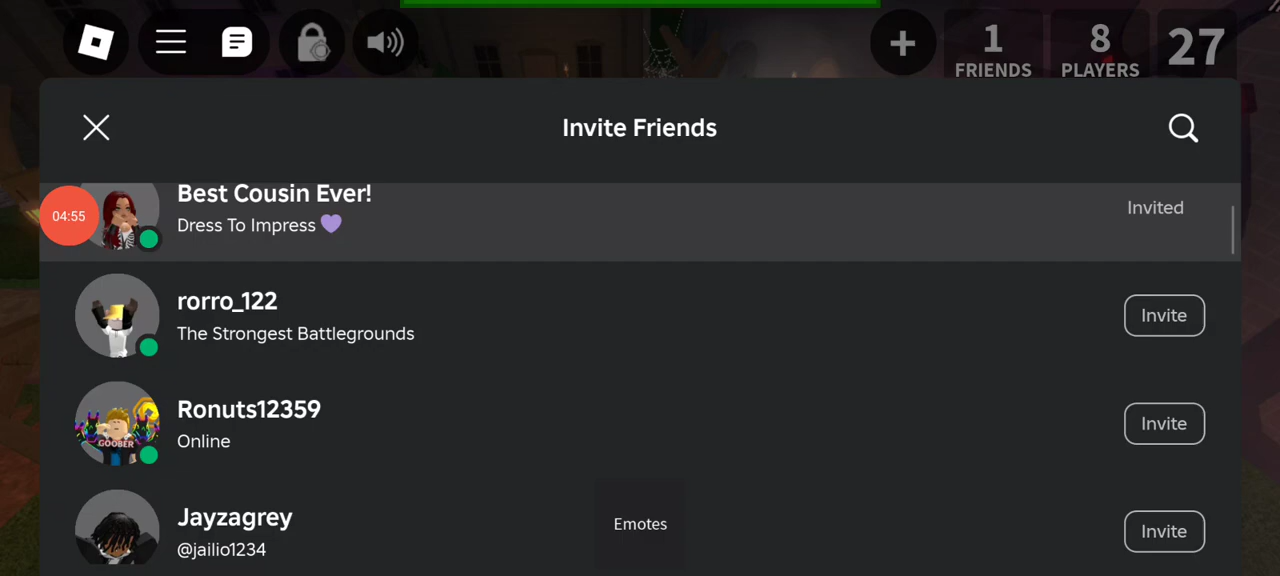 1
FRIENDS
8
PLAYERS
27
Invite Friends
04:55
Best Cousin Ever!
Dress To Impress 💜
Invited
rorro_122
The Strongest Battlegrounds
Invite
Ronuts12359
Online
Invite
GOOBER
Jayzagrey
@jailio1234
Invite
Emotes